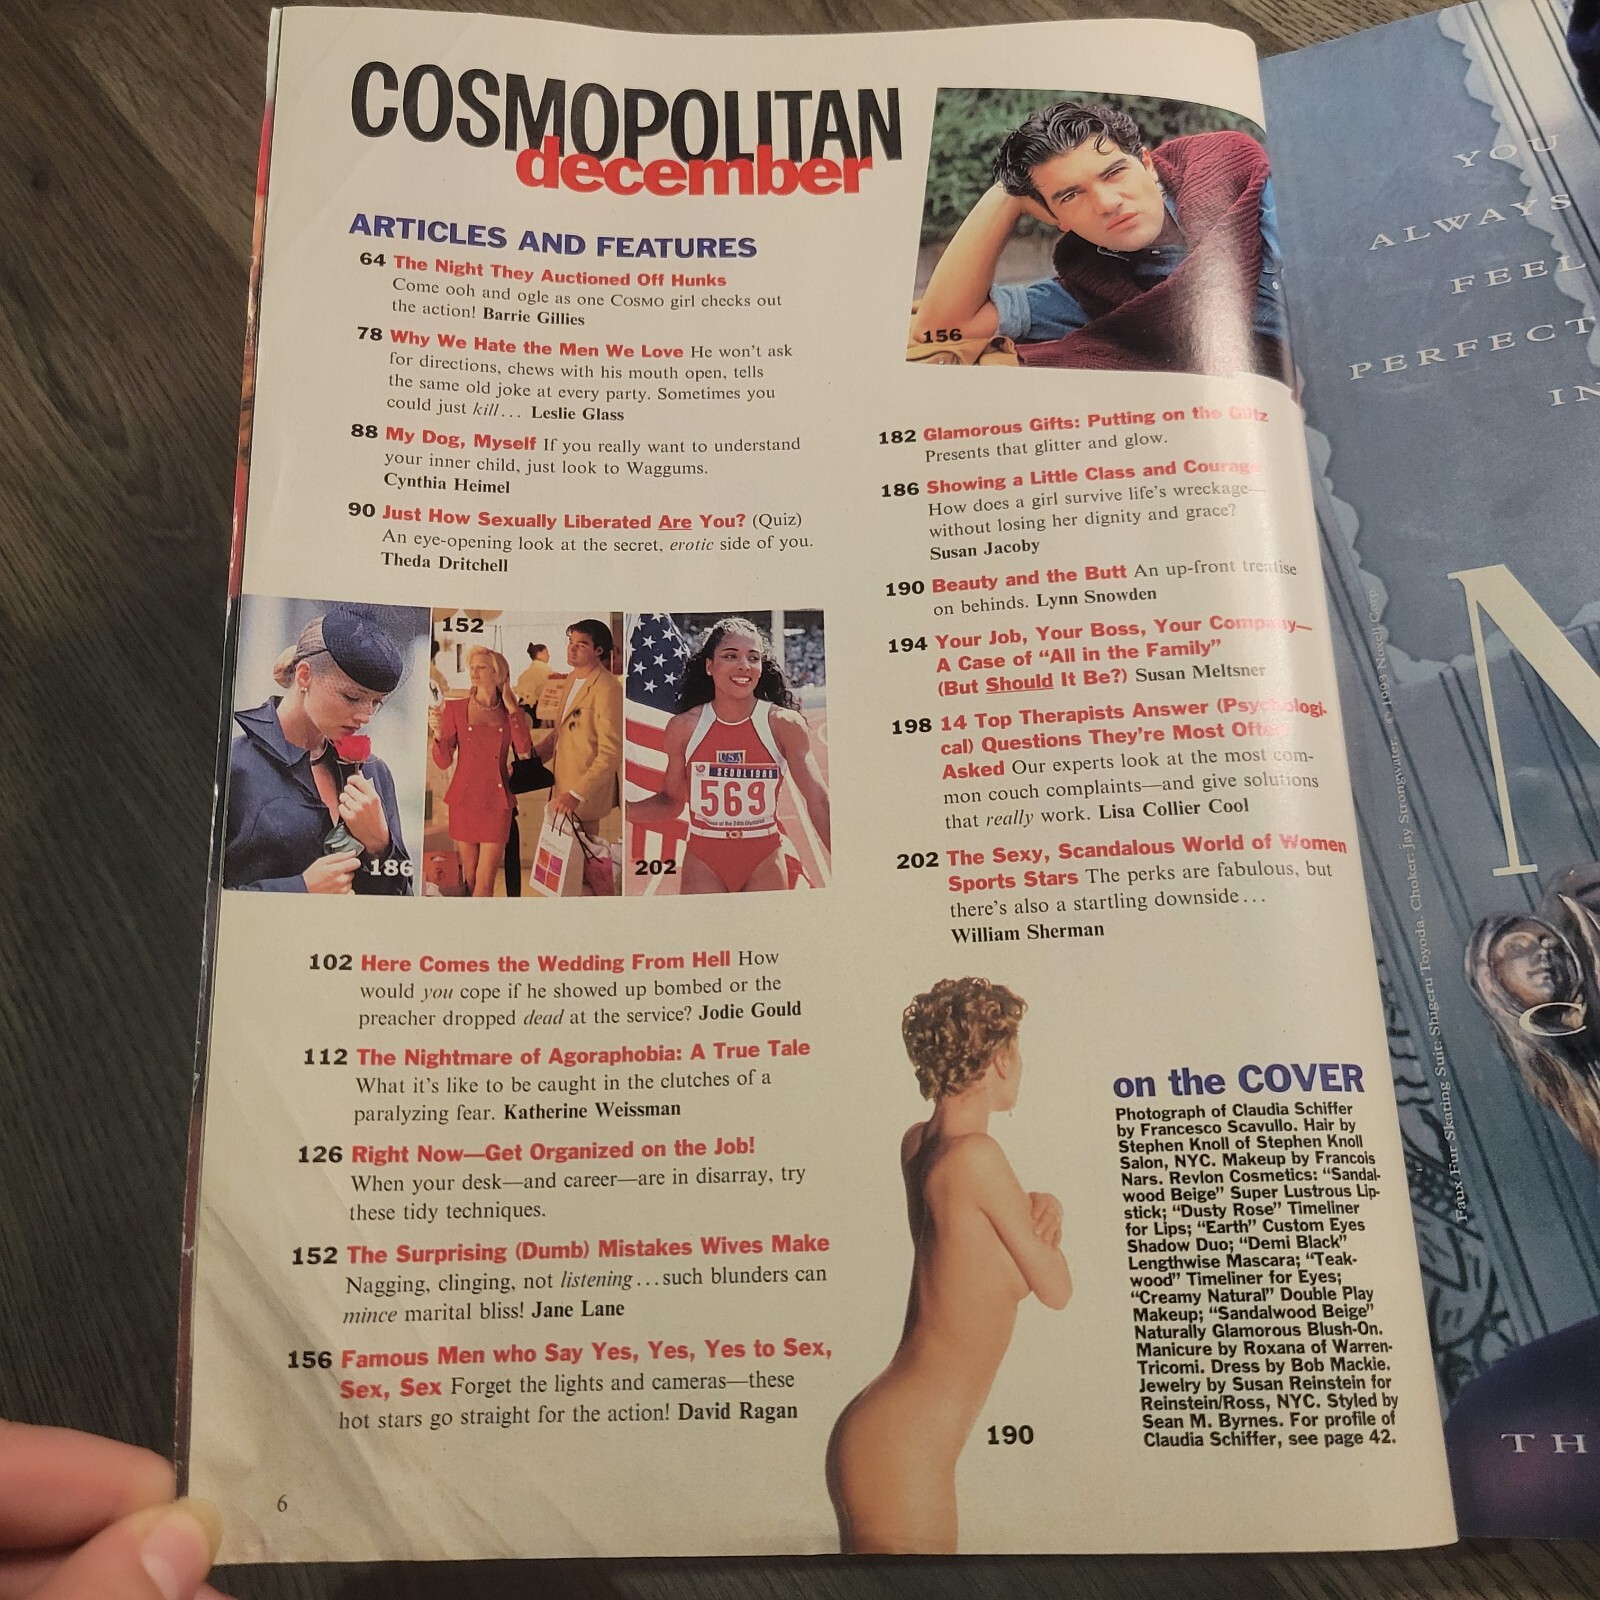 COSMOPOLITAN
december
ARTICLES AND FEATURES
64 The Night They Auctioned Off Hunks
Come ooh and ogle as one COSMO girl checks out
the action! Barrie Gillies
78 Why We Hate the Men We Love He won't ask
for directions, chews with his mouth open, tells
the same old joke at every party. Sometimes you
could just kill... Leslie Glass
88 My Dog, Myself If you really want to understand
your inner child, just look to Waggums.
Cynthia Heimel
90 Just How Sexually Liberated Are You? (Quiz)
An eye-opening look at the secret, erotic side of you.
Theda Dritchell
186
152
USA
SEOUL 1988
569
202
102 Here Comes the Wedding From Hell How
would you cope if he showed up bombed or the
preacher dropped dead at the service? Jodie Gould
112 The Nightmare of Agoraphobia: A True Tale
What it's like to be caught in the clutches of a
paralyzing fear. Katherine Weissman
126 Right Now—Get Organized on the Job!
When your desk—and career—are in disarray, try
these tidy techniques.
152 The Surprising (Dumb) Mistakes Wives Make
Nagging, clinging, not listening...such blunders can
mince marital bliss! Jane Lane
156 Famous Men who Say Yes, Yes, Yes to Sex,
Sex, Sex Forget the lights and cameras—these
hot stars go straight for the action! David Ragan
6
156
182 Glamorous Gifts: Putting on the Glitz
Presents that glitter and glow.
186 Showing a Little Class and Courage
How does a girl survive life's wreckage—
without losing her dignity and grace?
Susan Jacoby
190 Beauty and the Butt An up-front treatise
on behinds. Lynn Snowden
194 Your Job, Your Boss, Your Company—
A Case of "All in the Family"
(But Should It Be?) Susan Meltsner
198 14 Top Therapists Answer (Psychologi-
cal) Questions They're Most Often
Asked Our experts look at the most com-
mon couch complaints—and give solutions
that really work. Lisa Collier Cool
202 The Sexy, Scandalous World of Women
Sports Stars The perks are fabulous, but
there's also a startling downside...
William Sherman
190
on the COVER
Photograph of Claudia Schiffer
by Francesco Scavullo. Hair by
Stephen Knoll of Stephen Knoll
Salon, NYC. Makeup by Francois
Nars. Revlon Cosmetics: "Sandal-
wood Beige" Super Lustrous Lip-
stick; "Dusty Rose" Timeliner
for Lips; "Earth" Custom Eyes
Shadow Duo; "Demi Black"
Lengthwise Mascara; "Teak-
wood" Timeliner for Eyes;
"Creamy Natural" Double Play
Makeup; "Sandalwood Beige"
Naturally Glamorous Blush-On.
Manicure by Roxana of Warren-
Tricomi. Dress by Bob Mackie.
Jewelry by Susan Reinstein for
Reinstein/Ross, NYC. Styled by
Sean M. Byrnes. For profile of
Claudia Schiffer, see page 42.
YOU
ALWAYS
FEEL
PERFECT
IN
N
C
TH
Faux Fur Skating Suit: Shigeru Toyoda. Choker: Jay Strongwater. © 1993 Noxell Corp.